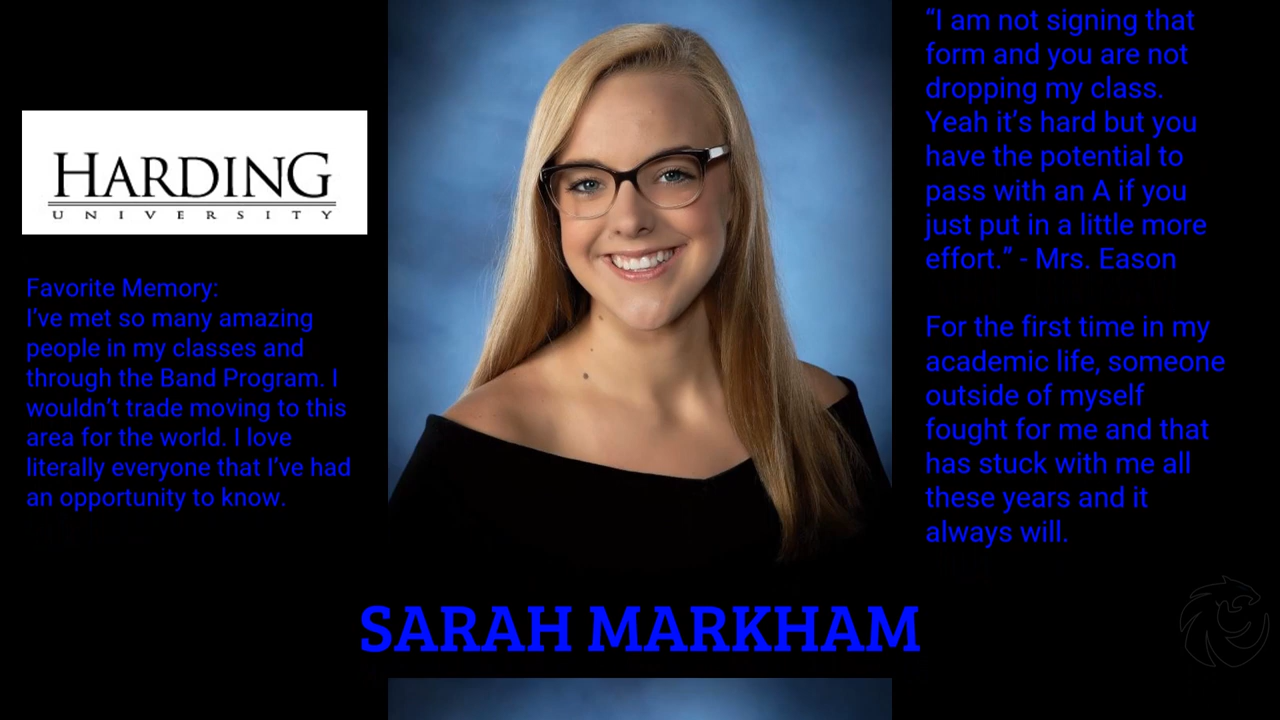 HARDING
UNIVERSITY
Favorite Memory:
I’ve met so many amazing
people in my classes and
through the Band Program. I
wouldn’t trade moving to this
area for the world. I love
literally everyone that I’ve had
an opportunity to know.
“I am not signing that
form and you are not
dropping my class.
Yeah it’s hard but you
have the potential to
pass with an A if you
just put in a little more
effort.” - Mrs. Eason
For the first time in my
academic life, someone
outside of myself
fought for me and that
has stuck with me all
these years and it
always will.
SARAH MARKHAM